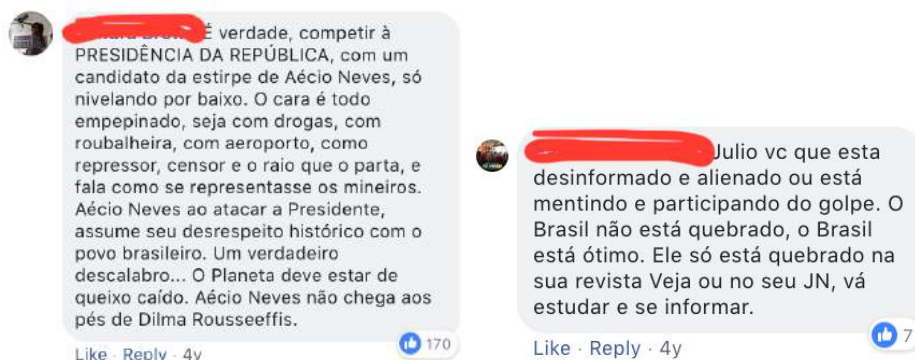 É verdade, competir à
PRESIDÊNCIA DA REPÚBLICA, com um
candidato da estirpe de Aécio Neves, só
nivelando por baixo. O cara é todo
empepinado, seja com drogas, com
roubalheira, com aeroporto, como
repressor, censor e o raio que o parta, e
fala como se representasse os mineiros.
Aécio Neves ao atacar a Presidente,
assume seu desrespeito histórico com o
povo brasileiro. Um verdadeiro
descalabro... O Planeta deve estar de
queixo caído. Aécio Neves não chega aos
pés de Dilma Rousseeffis.
170
Like · Reply · 4y
Julio vc que esta
desinformado e alienado ou está
mentindo e participando do golpe. O
Brasil não está quebrado, o Brasil
está ótimo. Ele só está quebrado na
sua revista Veja ou no seu JN, vá
estudar e se informar.
7
Like · Reply · 4y